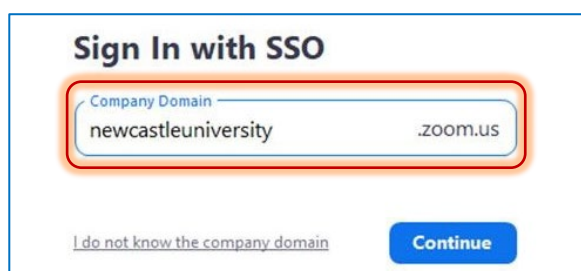 Sign In with SSO
Company Domain
newcastleuniversity .zoom.us
I do not know the company domain Continue